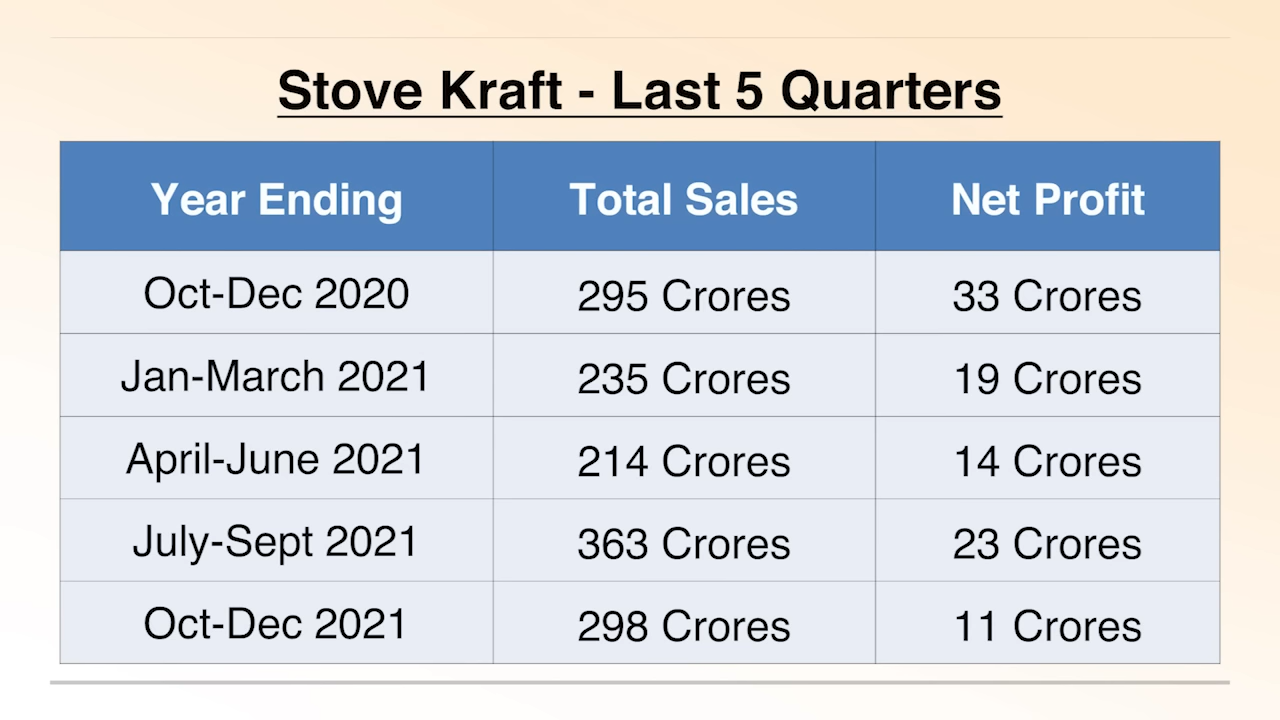 Stove Kraft - Last 5 Quarters
Year Ending Total Sales Net Profit
Oct-Dec 2020 295 Crores 33 Crores
Jan-March 2021 235 Crores 19 Crores
April-June 2021 214 Crores 14 Crores
July-Sept 2021 363 Crores 23 Crores
Oct-Dec 2021 298 Crores 11 Crores